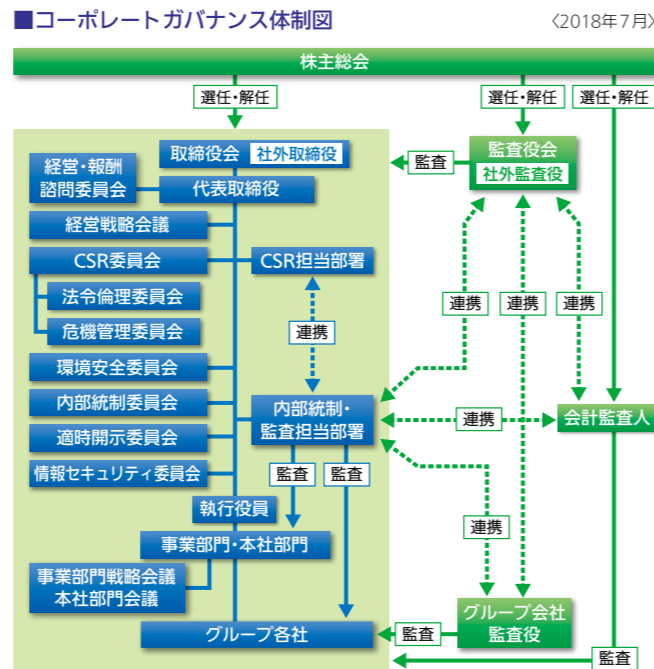 ■コーポレートガバナンス体制図
〈2018年7月〉
株主総会
選任・解任
選任・解任
選任・解任
取締役会 社外取締役
監査
監査役会
社外監査役
経営・報酬
諮問委員会
代表取締役
経営戦略会議
CSR委員会
CSR担当部署
法令倫理委員会
連携
連携
連携
危機管理委員会
連携
環境安全委員会
内部統制委員会
内部統制・
監査担当部署
連携
会計監査人
適時開示委員会
情報セキュリティ委員会
監査
監査
執行役員
連携
事業部門・本社部門
事業部門戦略会議
本社部門会議
グループ各社
監査
グループ会社
監査役
監査